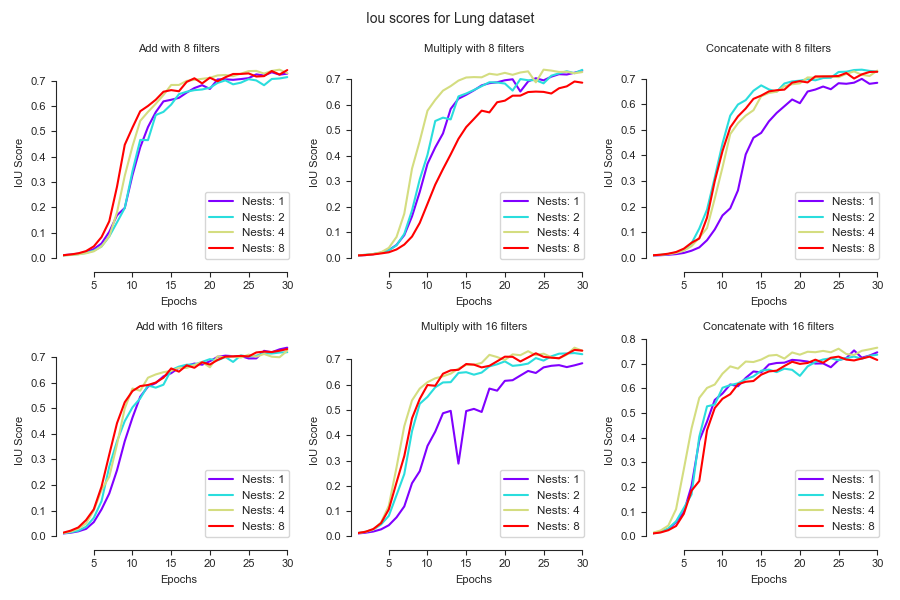 Iou scores for Lung dataset
Add with 8 filters
IoU Score
0.7
0.6
0.5
0.4
0.3
0.2
0.1
0.0
Nests: 1
Nests: 2
Nests: 4
Nests: 8
5 10 15 20 25 30
Epochs
Multiply with 8 filters
IoU Score
0.7
0.6
0.5
0.4
0.3
0.2
0.1
0.0
Nests: 1
Nests: 2
Nests: 4
Nests: 8
5 10 15 20 25 30
Epochs
Concatenate with 8 filters
IoU Score
0.7
0.6
0.5
0.4
0.3
0.2
0.1
0.0
Nests: 1
Nests: 2
Nests: 4
Nests: 8
5 10 15 20 25 30
Epochs
Add with 16 filters
IoU Score
0.7
0.6
0.5
0.4
0.3
0.2
0.1
0.0
Nests: 1
Nests: 2
Nests: 4
Nests: 8
5 10 15 20 25 30
Epochs
Multiply with 16 filters
IoU Score
0.7
0.6
0.5
0.4
0.3
0.2
0.1
0.0
Nests: 1
Nests: 2
Nests: 4
Nests: 8
5 10 15 20 25 30
Epochs
Concatenate with 16 filters
IoU Score
0.8
0.7
0.6
0.5
0.4
0.3
0.2
0.1
0.0
Nests: 1
Nests: 2
Nests: 4
Nests: 8
5 10 15 20 25 30
Epochs